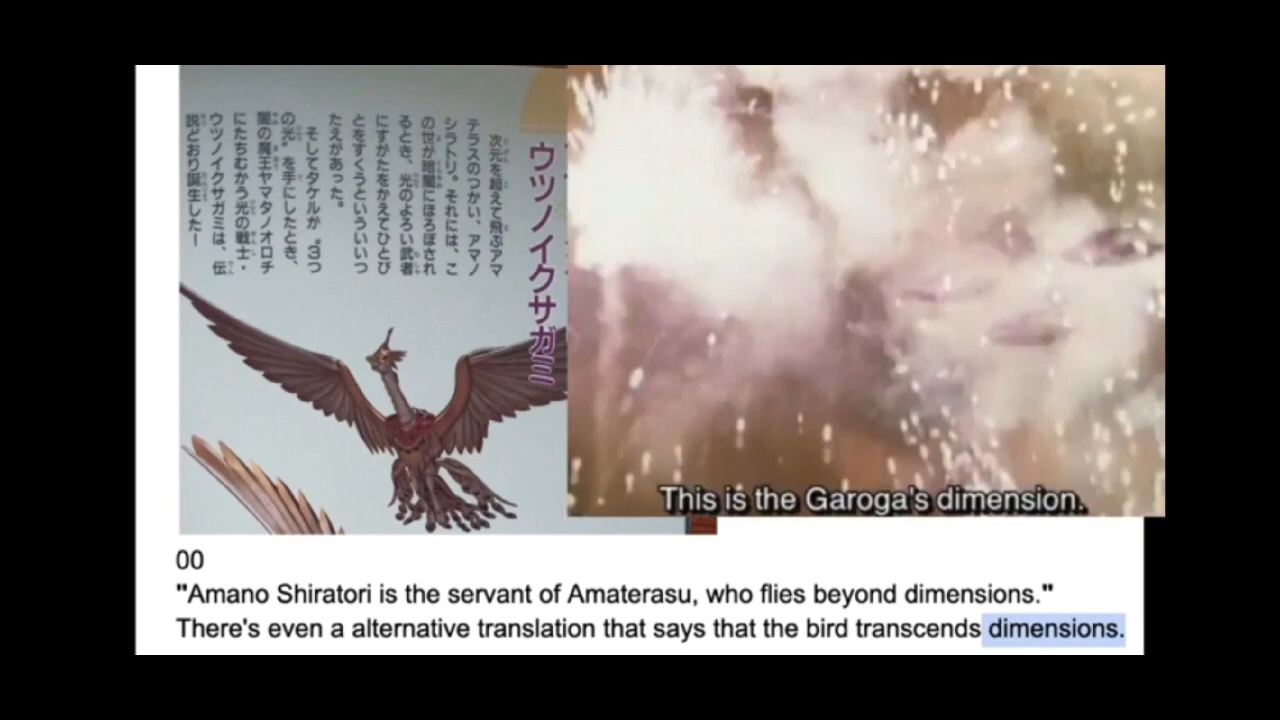 ウツノイクサガミ
次元を超えて飛ぶアマ
テラスのつかい、アマノ
シラトリ。それには、こ
の世が暗闇にほろぼされ
るとき、光のよろい武者
にすがたをかえてひとび
とをすくうといういいつ
たえがあった。
そしてタケルが〝3つ
の光〟を手にしたとき、
闇の魔王ヤマタノオロチ
にたちむかう光の戦士・
ウツノイクサガミは、伝
説どおり誕生した!
This is the Garoga's dimension.
00
"Amano Shiratori is the servant of Amaterasu, who flies beyond dimensions."
There's even a alternative translation that says that the bird transcends dimensions.